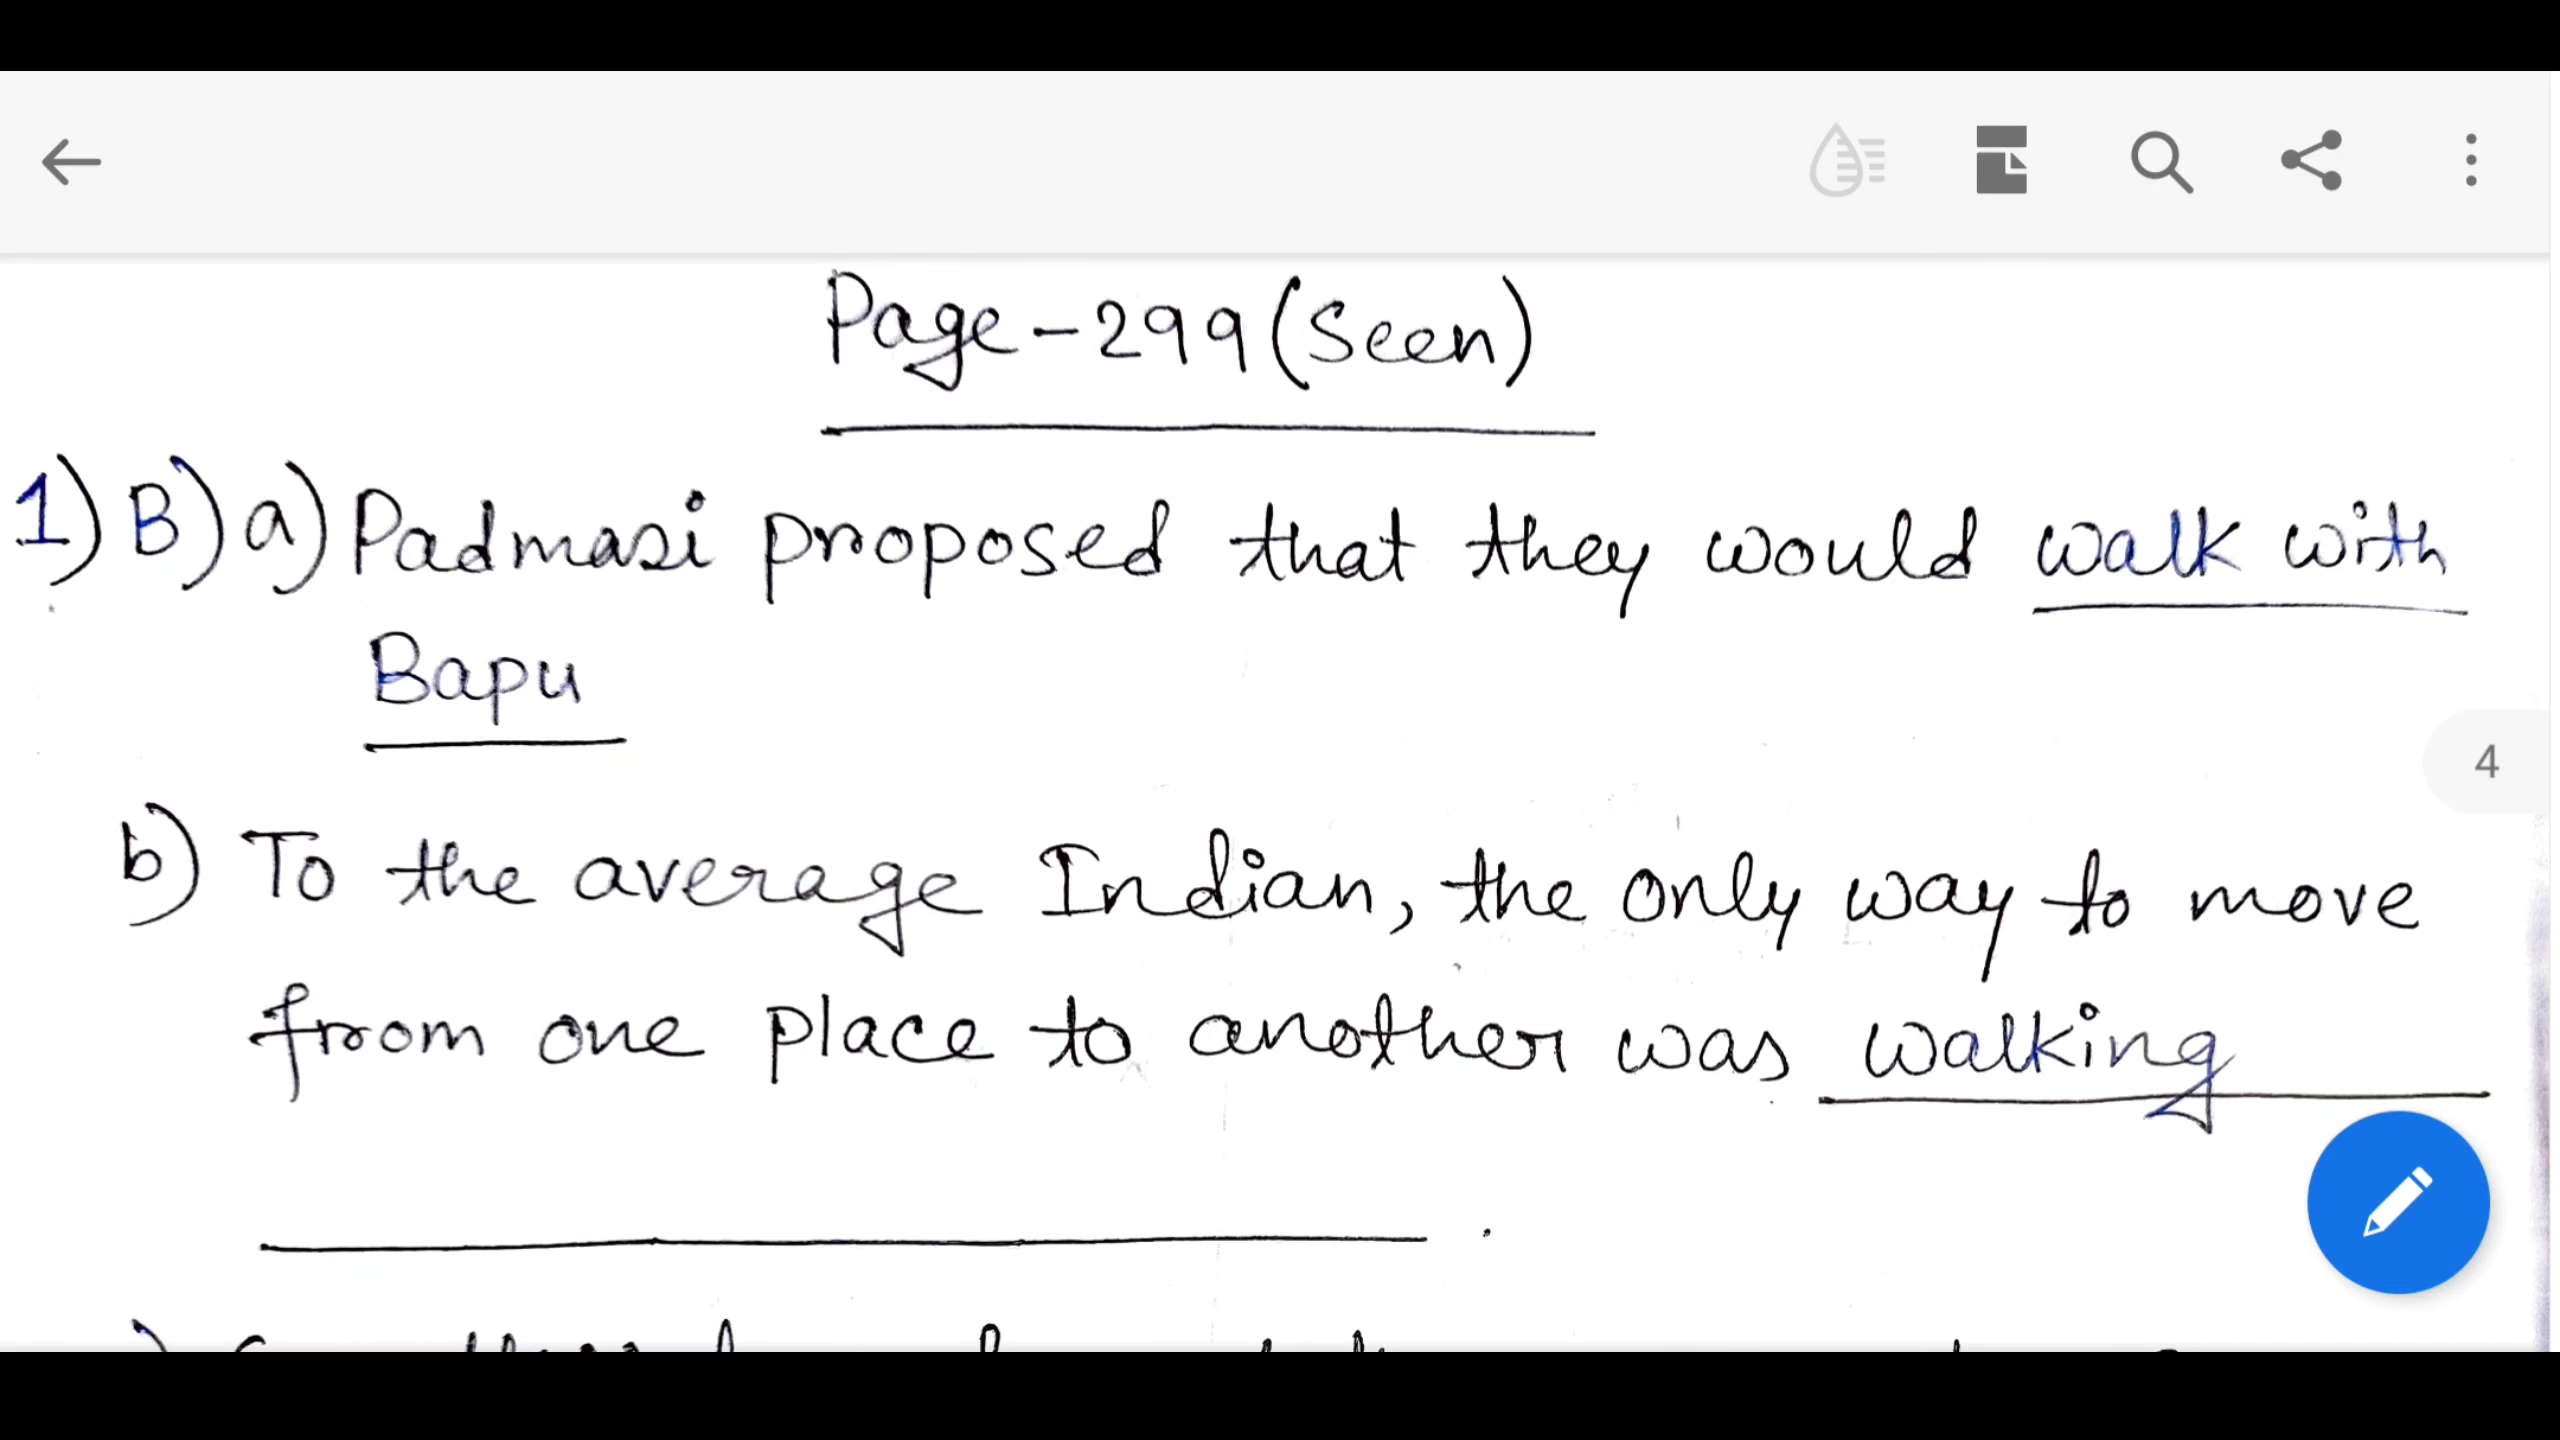 Page-299 (Seen)
1) B) a) Padmasi proposed that they would walk with
Bapu
4
b) To the average Indian, the only way to move
from one place to another was walking
.